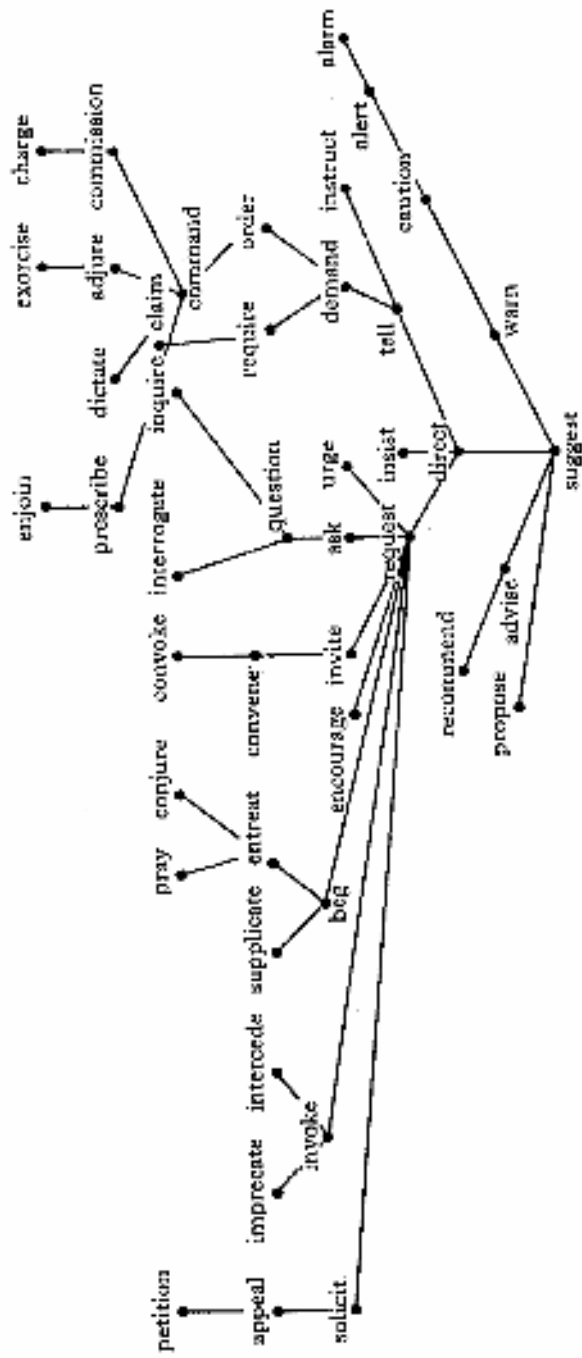 enjoin exorcise charge
prescribe dictate adjure commission
petition pray conjure convoke interrogate inquire claim
command
appeal imprecate intercede supplicate entreat convene question require order
solicit invoke beg encourage invite ask urge demand instruct alarm
request insist tell alert
direct caution
recommend
advise warn
propose
suggest